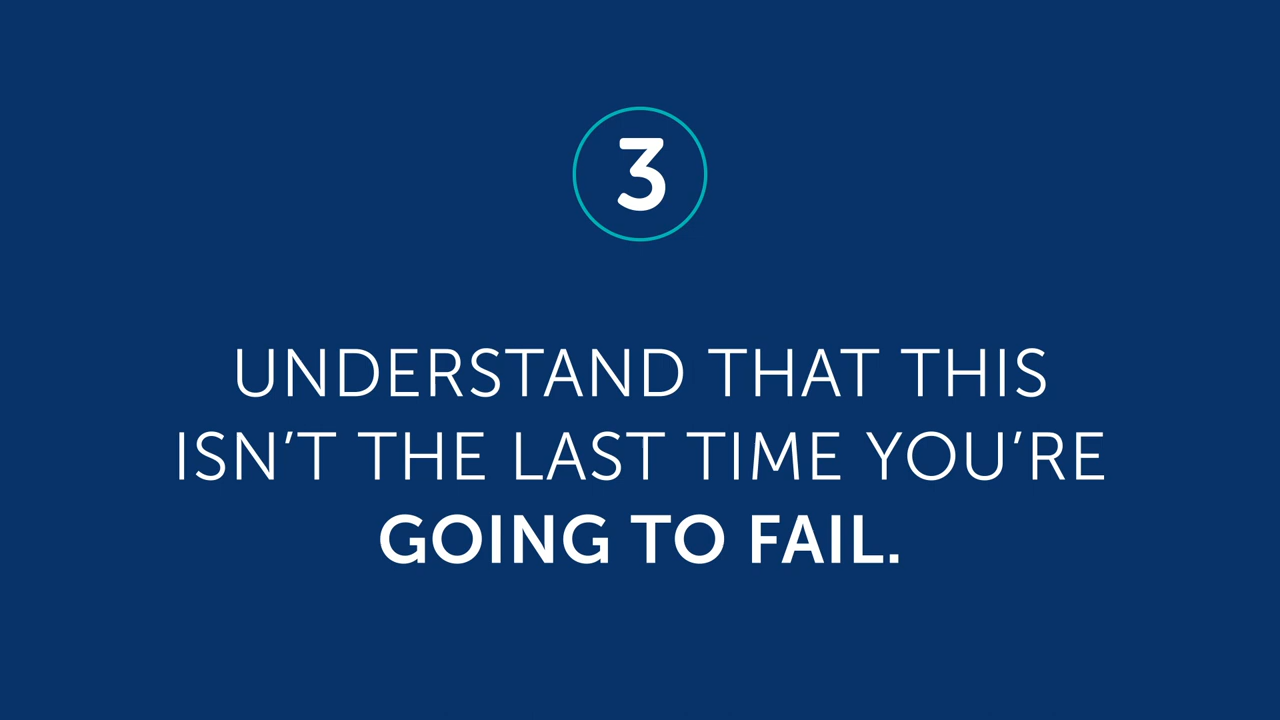 3
UNDERSTAND THAT THIS
ISN’T THE LAST TIME YOU’RE
GOING TO FAIL.